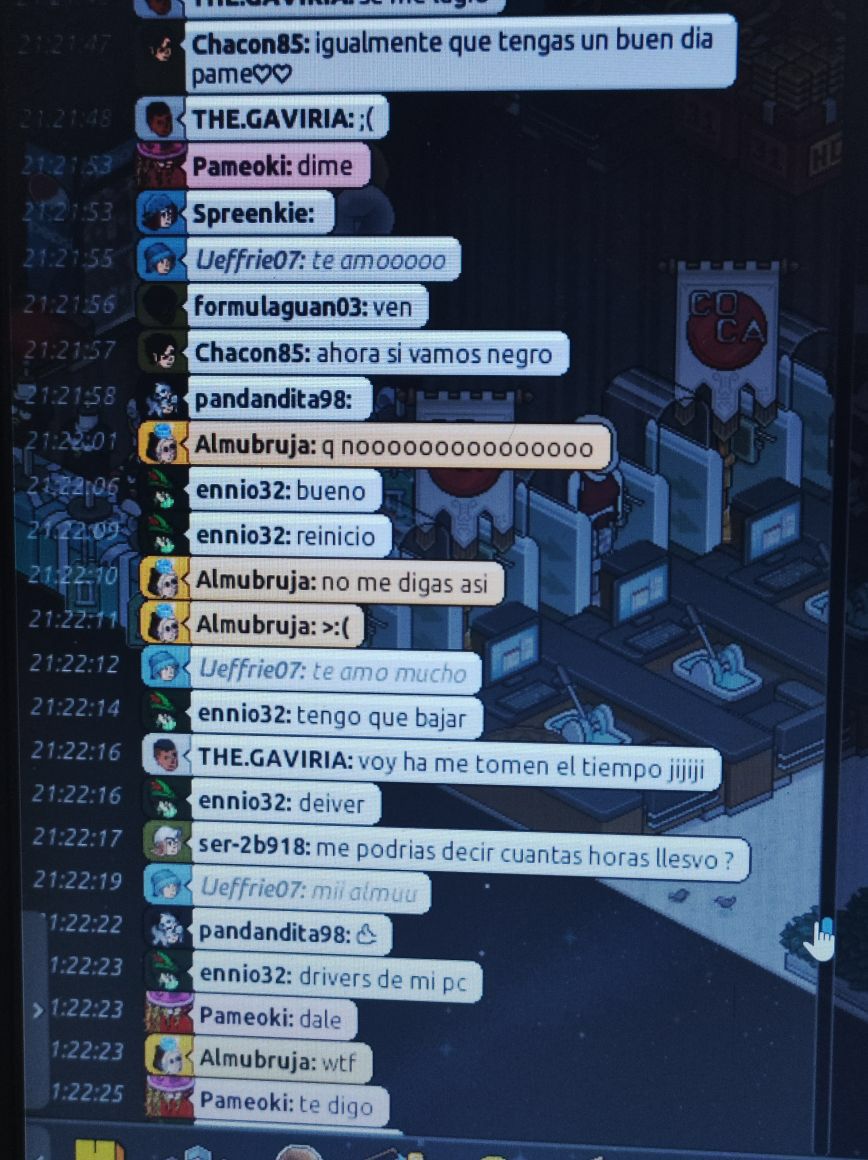 THE.GAVIRIA: se me lagio
21:21:47 Chacon85: igualmente que tengas un buen dia
pame♡♡
21:21:48 THE.GAVIRIA: ;(
21:21:53 Pameoki: dime
21:21:53 Spreenkie:
21:21:55 Ueffrie07: te amooooo
21:21:56 formulaguan03: ven
21:21:57 Chacon85: ahora si vamos negro
21:21:58 pandandita98:
21:22:01 Almubruja: q nooooooooooooooo
21:22:06 ennio32: bueno
21:22:09 ennio32: reinicio
21:22:10 Almubruja: no me digas asi
21:22:11 Almubruja: >:(
21:22:12 Ueffrie07: te amo mucho
21:22:14 ennio32: tengo que bajar
21:22:16 THE.GAVIRIA: voy ha me tomen el tiempo jijiji
21:22:16 ennio32: deiver
21:22:17 ser-2b918: me podrias decir cuantas horas llesvo ?
21:22:19 Ueffrie07: mii almuu
1:22:22 pandandita98:
1:22:23 ennio32: drivers de mi pc
1:22:23 Pameoki: dale
1:22:23 Almubruja: wtf
1:22:25 Pameoki: te digo
CO
CA